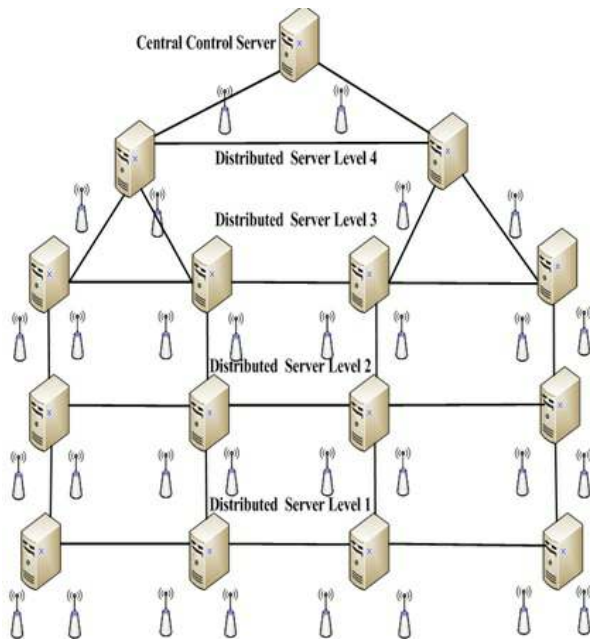 Central Control Server
Distributed Server Level 4
Distributed Server Level 3
Distributed Server Level 2
Distributed Server Level 1